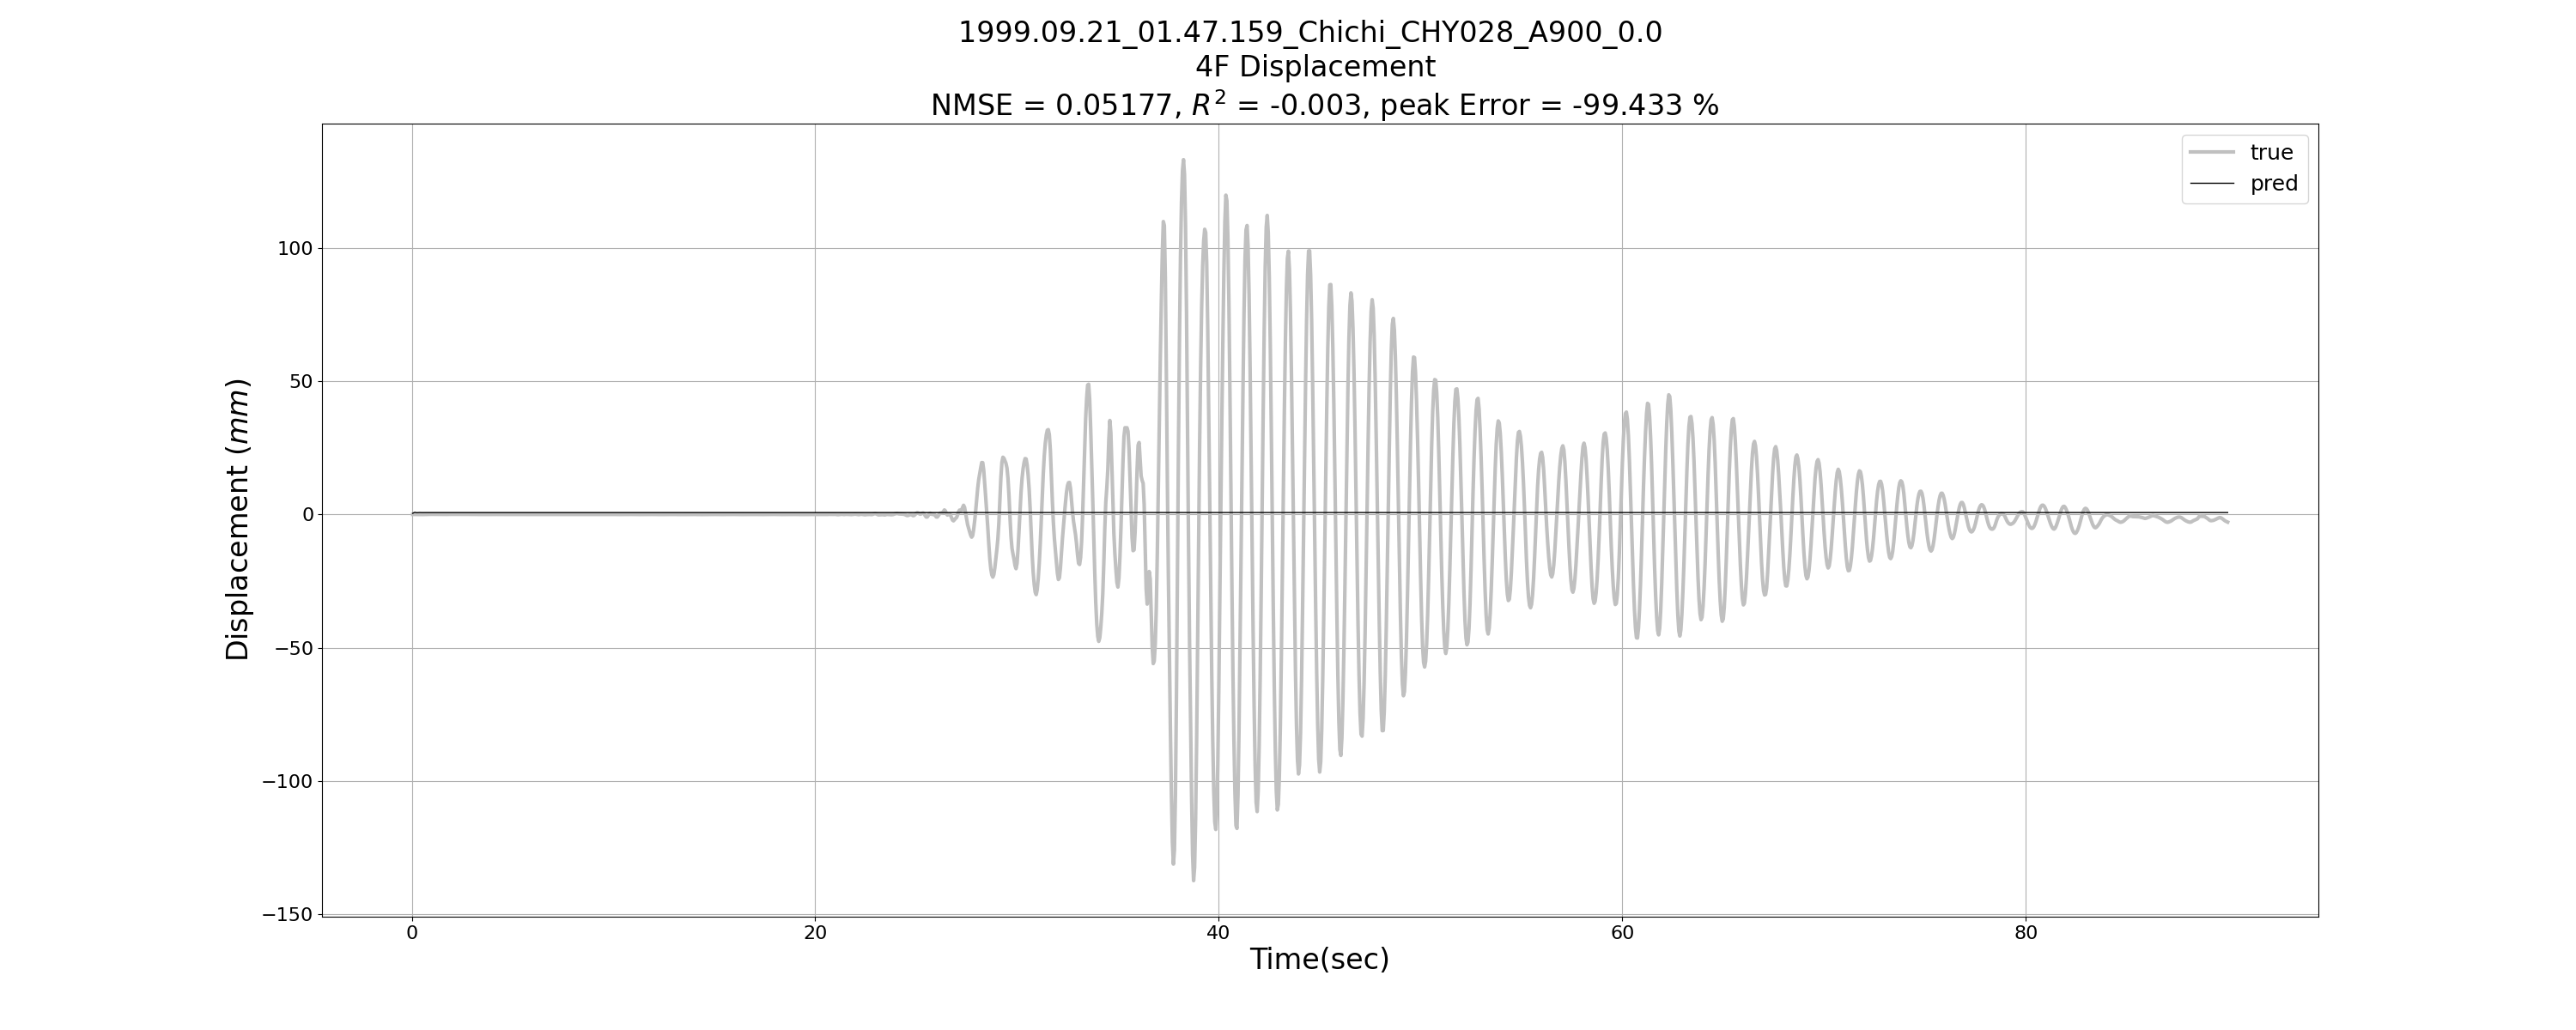 1999.09.21_01.47.159_Chichi_CHY028_A900_0.0
4F Displacement
NMSE = 0.05177, R² = -0.003, peak Error = -99.433 %
true
pred
Displacement (mm)
100
50
0
−50
−100
−150
0 20 40 60 80
Time(sec)